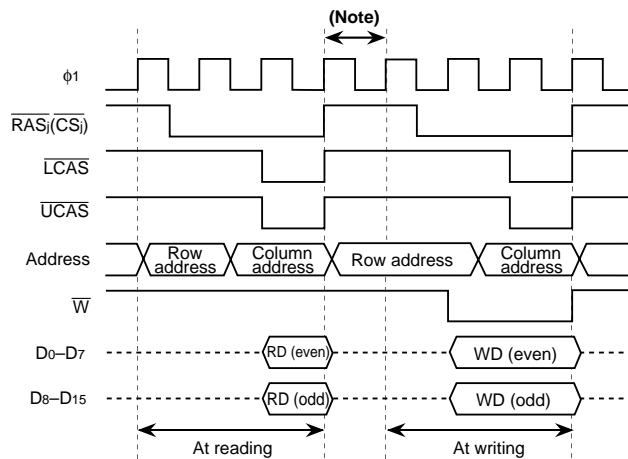 (Note)
ϕ1
RASj(CSj)
LCAS
UCAS
Address
Row
address
Column
address
Row address
Column
address
W
D0–D7
RD (even)
WD (even)
D8–D15
RD (odd)
WD (odd)
At reading
At writing